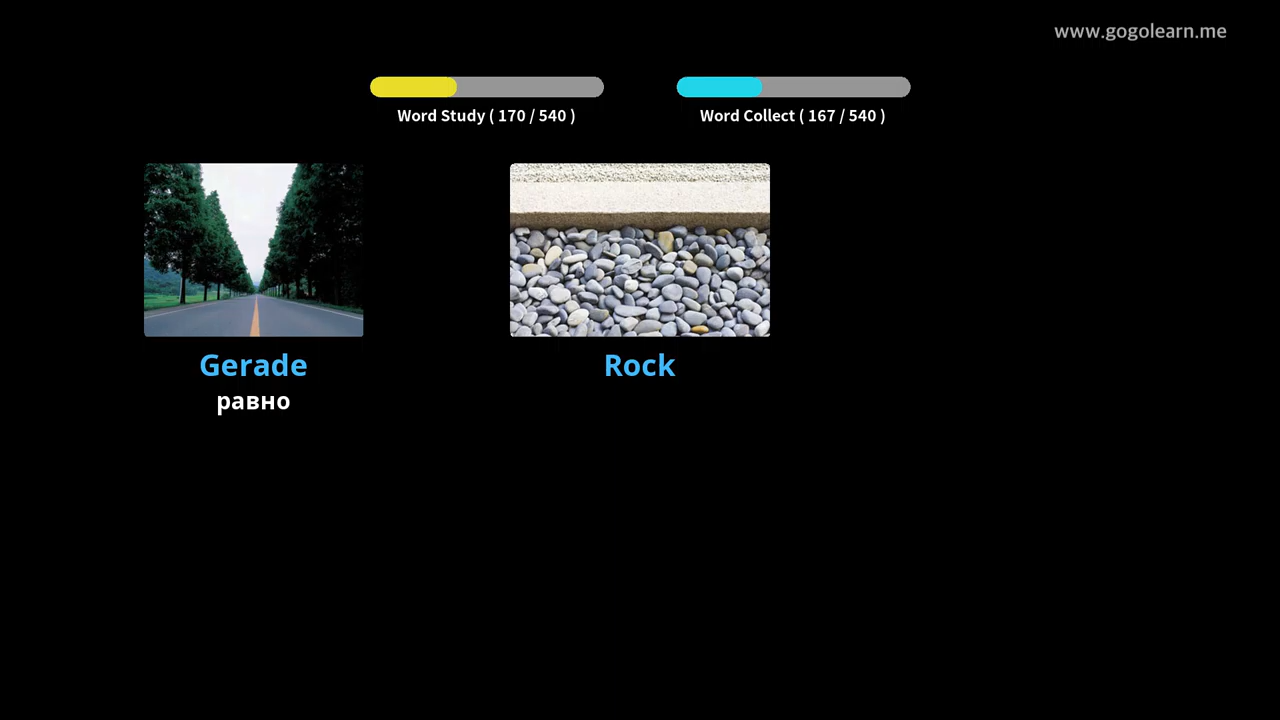 www.gogolearn.me
Word Study ( 170 / 540 )
Word Collect ( 167 / 540 )
Gerade
равно
Rock